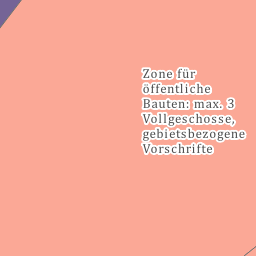 Zone für
öffentliche
Bauten: max. 3
Vollgeschosse,
gebietsbezogene
Vorschrifte